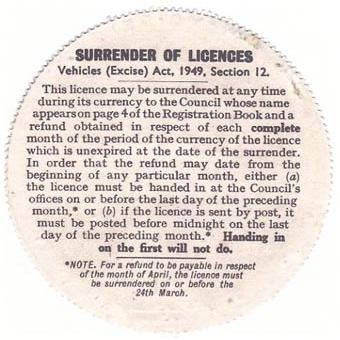 SURRENDER OF LICENCES
Vehicles (Excise) Act, 1949, Section 12.
This licence may be surrendered at any time
during its currency to the Council whose name
appears on page 4 of the Registration Book and a
refund obtained in respect of each complete
month of the period of the currency of the licence
which is unexpired at the date of the surrender.
In order that the refund may date from the
beginning of any particular month, either (a)
the licence must be handed in at the Council's
offices on or before the last day of the preceding
month,* or (b) if the licence is sent by post, it
must be posted before midnight on the last
day of the preceding month.* Handing in
on the first will not do.
*NOTE. For a refund to be payable in respect
of the month of April, the licence must
be surrendered on or before the
24th March.